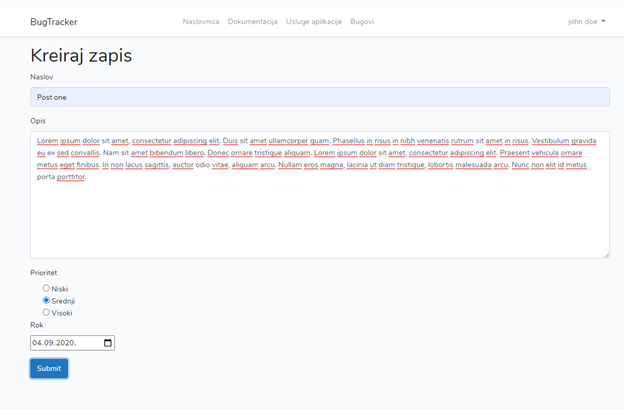 BugTracker Naslovnica Dokumentacija Usluge aplikacije Bugovi john doe
Kreiraj zapis
Naslov
Post one
Opis
Lorem ipsum dolor sit amet, consectetur adipiscing elit. Duis sit amet ullamcorper quam. Phasellus in risus in nibh venenatis rutrum sit amet in risus. Vestibulum gravida
eu ex sed convallis. Nam sit amet bibendum libero. Donec ornare tristique aliquam. Lorem ipsum dolor sit amet, consectetur adipiscing elit. Praesent vehicula ornare
metus eget finibus. In non lacus sagittis, auctor odio vitae, aliquam arcu. Nullam eros magna, lacinia ut diam tristique, lobortis malesuada arcu. Nunc non elit id metus
porta porttitor.
Prioritet
Niski
Srednji
Visoki
Rok
04.09.2020.
Submit